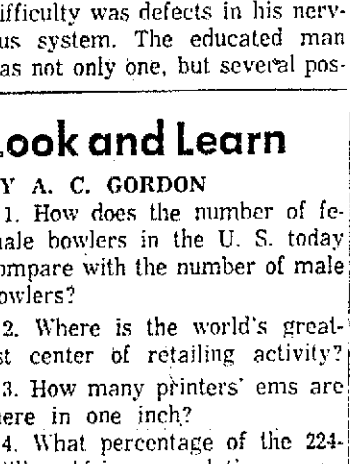 ifficulty was defects in his nerv-
us system. The educated man
as not only one, but several pos-
Look and Learn
Y A. C. GORDON
1. How does the number of fe-
ale bowlers in the U. S. today
ompare with the number of male
owlers?
2. Where is the world's great-
st center of retailing activity?
3. How many printers' ems are
here in one inch?
4. What percentage of the 224-